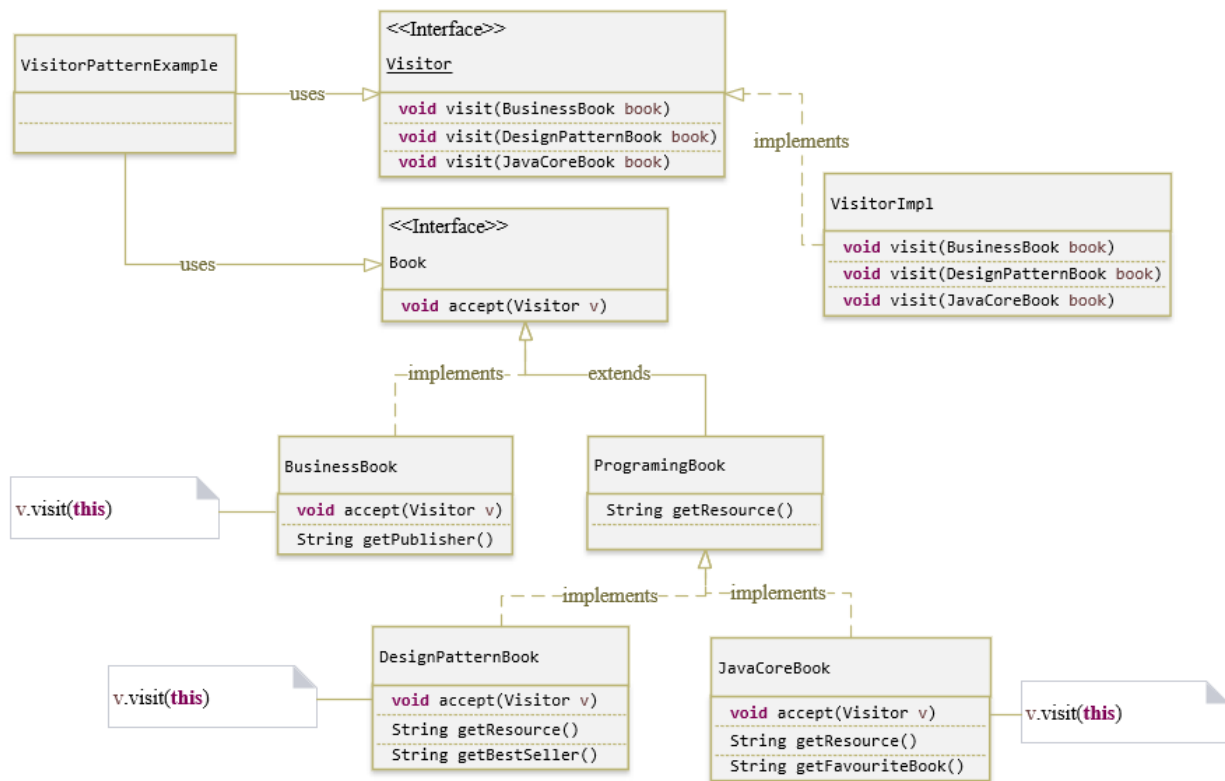 VisitorPatternExample
uses
<<Interface>>
Visitor
void visit(BusinessBook book)
void visit(DesignPatternBook book)
void visit(JavaCoreBook book)
implements
VisitorImpl
void visit(BusinessBook book)
void visit(DesignPatternBook book)
void visit(JavaCoreBook book)
uses
<<Interface>>
Book
void accept(Visitor v)
implements
extends
BusinessBook
void accept(Visitor v)
String getPublisher()
v.visit(this)
ProgramingBook
String getResource()
implements
implements
DesignPatternBook
void accept(Visitor v)
String getResource()
String getBestSeller()
v.visit(this)
JavaCoreBook
void accept(Visitor v)
String getResource()
String getFavouriteBook()
v.visit(this)